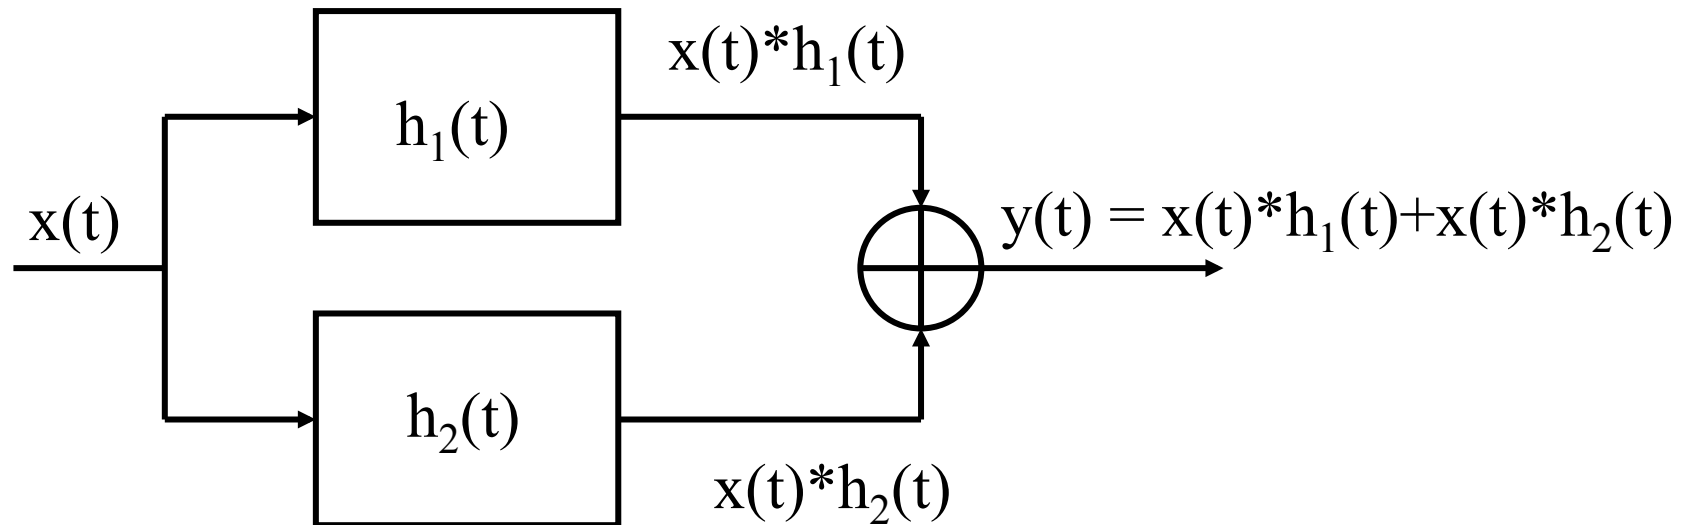 x(t)*h₁(t)
h₁(t)
x(t)
y(t) = x(t)*h₁(t)+x(t)*h₂(t)
h₂(t)
x(t)*h₂(t)